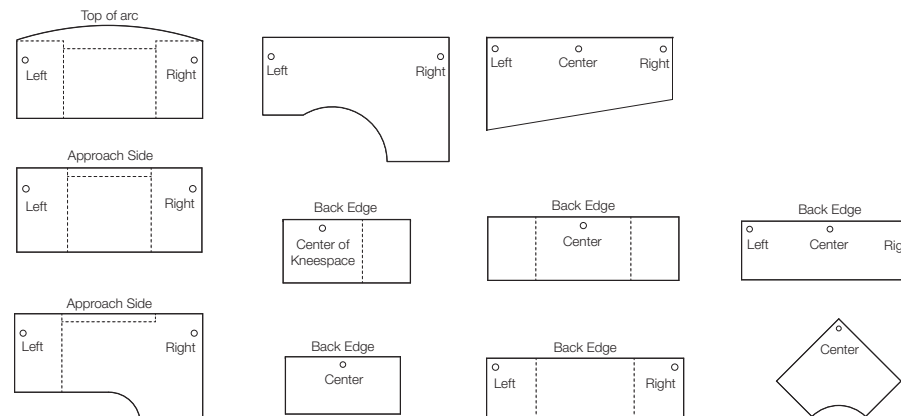 Top of arc
Left
Right
Left
Right
Left
Center
Right
Approach Side
Left
Right
Back Edge
Center of
Kneespace
Back Edge
Center
Back Edge
Left
Center
Approach Side
Left
Right
Back Edge
Center
Back Edge
Left
Right
Center